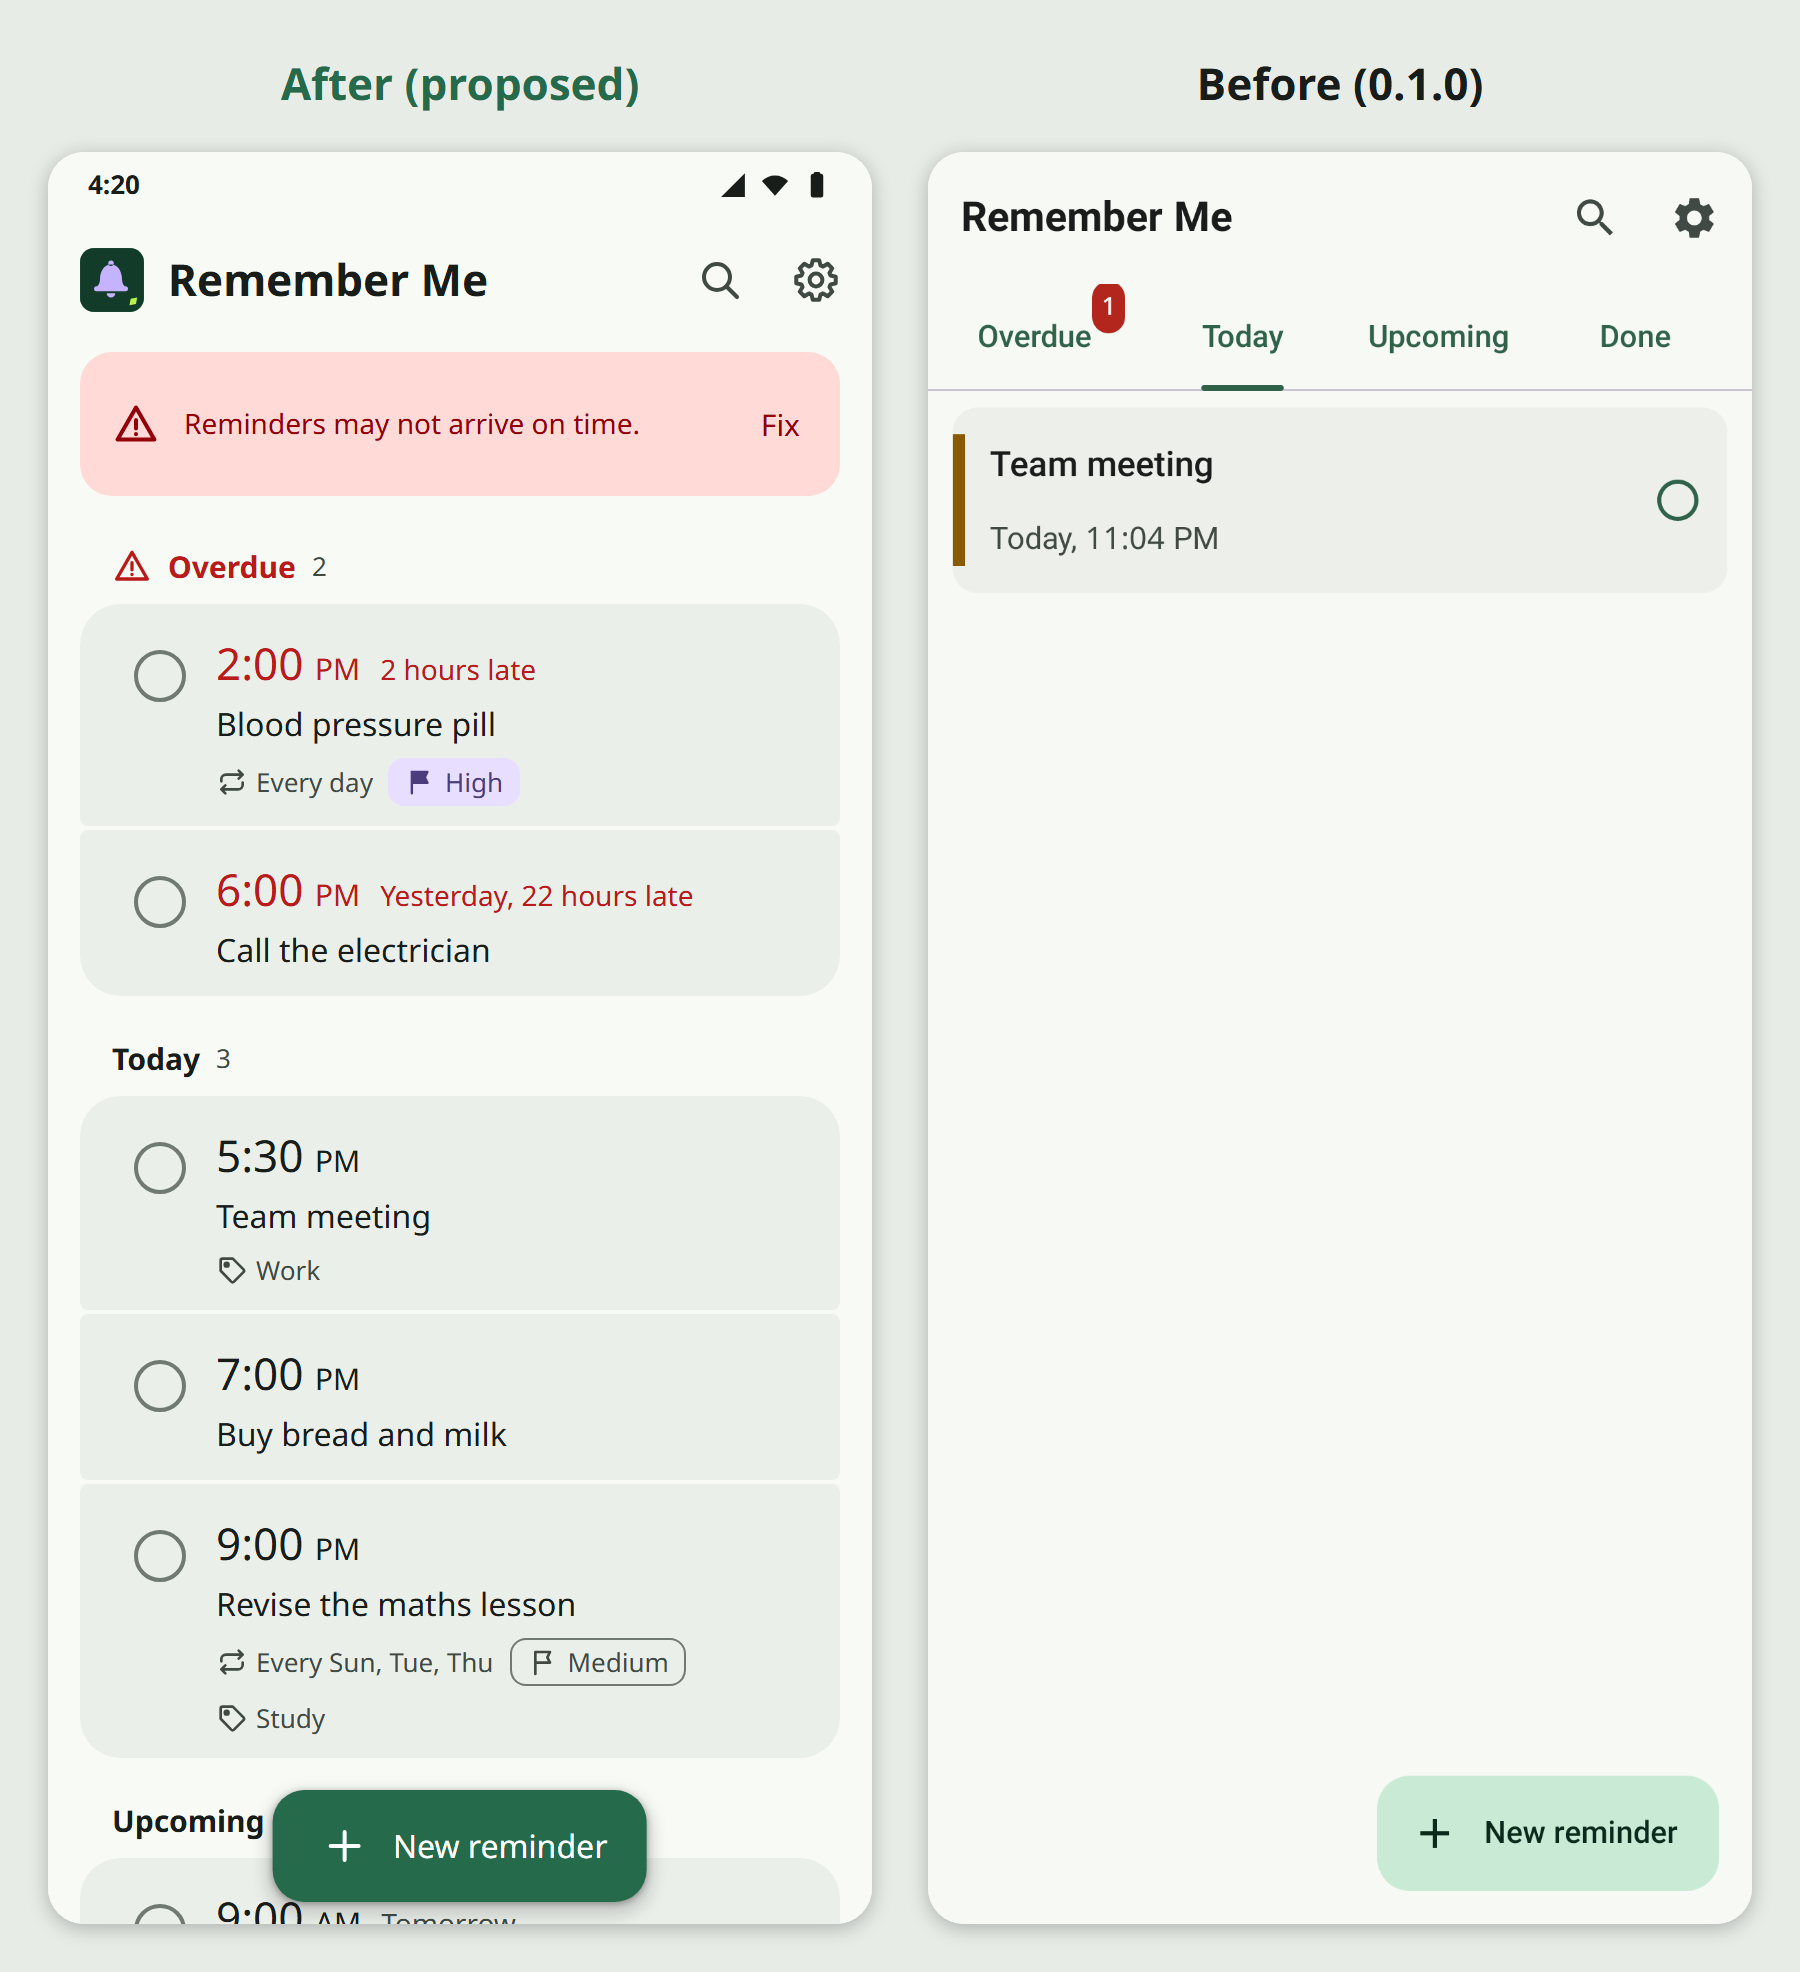 After (proposed)
4:20
Remember Me
Reminders may not arrive on time. Fix
Overdue 2
2:00 PM 2 hours late
Blood pressure pill
Every day High
6:00 PM Yesterday, 22 hours late
Call the electrician
Today 3
5:30 PM
Team meeting
Work
7:00 PM
Buy bread and milk
9:00 PM
Revise the maths lesson
Every Sun, Tue, Thu Medium
Study
Upcoming
New reminder
9:00 AM Tomorrow
Before (0.1.0)
Remember Me
Overdue 1 Today Upcoming Done
Team meeting
Today, 11:04 PM
New reminder